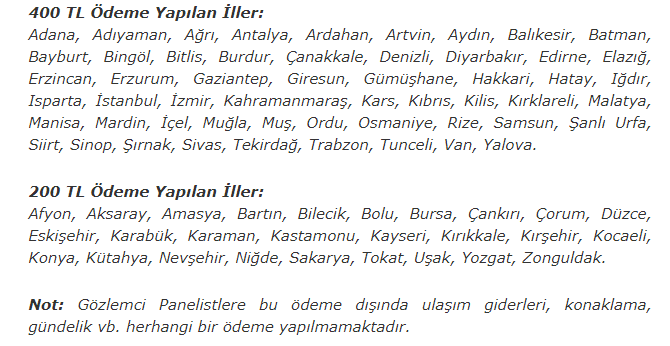 400 TL Ödeme Yapılan İller:
Adana, Adıyaman, Ağrı, Antalya, Ardahan, Artvin, Aydın, Balıkesir, Batman,
Bayburt, Bingöl, Bitlis, Burdur, Çanakkale, Denizli, Diyarbakır, Edirne, Elazığ,
Erzincan, Erzurum, Gaziantep, Giresun, Gümüşhane, Hakkari, Hatay, Iğdır,
Isparta, İstanbul, İzmir, Kahramanmaraş, Kars, Kıbrıs, Kilis, Kırklareli, Malatya,
Manisa, Mardin, İçel, Muğla, Muş, Ordu, Osmaniye, Rize, Samsun, Şanlı Urfa,
Siirt, Sinop, Şırnak, Sivas, Tekirdağ, Trabzon, Tunceli, Van, Yalova.
200 TL Ödeme Yapılan İller:
Afyon, Aksaray, Amasya, Bartın, Bilecik, Bolu, Bursa, Çankırı, Çorum, Düzce,
Eskişehir, Karabük, Karaman, Kastamonu, Kayseri, Kırıkkale, Kırşehir, Kocaeli,
Konya, Kütahya, Nevşehir, Niğde, Sakarya, Tokat, Uşak, Yozgat, Zonguldak.
Not: Gözlemci Panelistlere bu ödeme dışında ulaşım giderleri, konaklama,
gündelik vb. herhangi bir ödeme yapılmamaktadır.